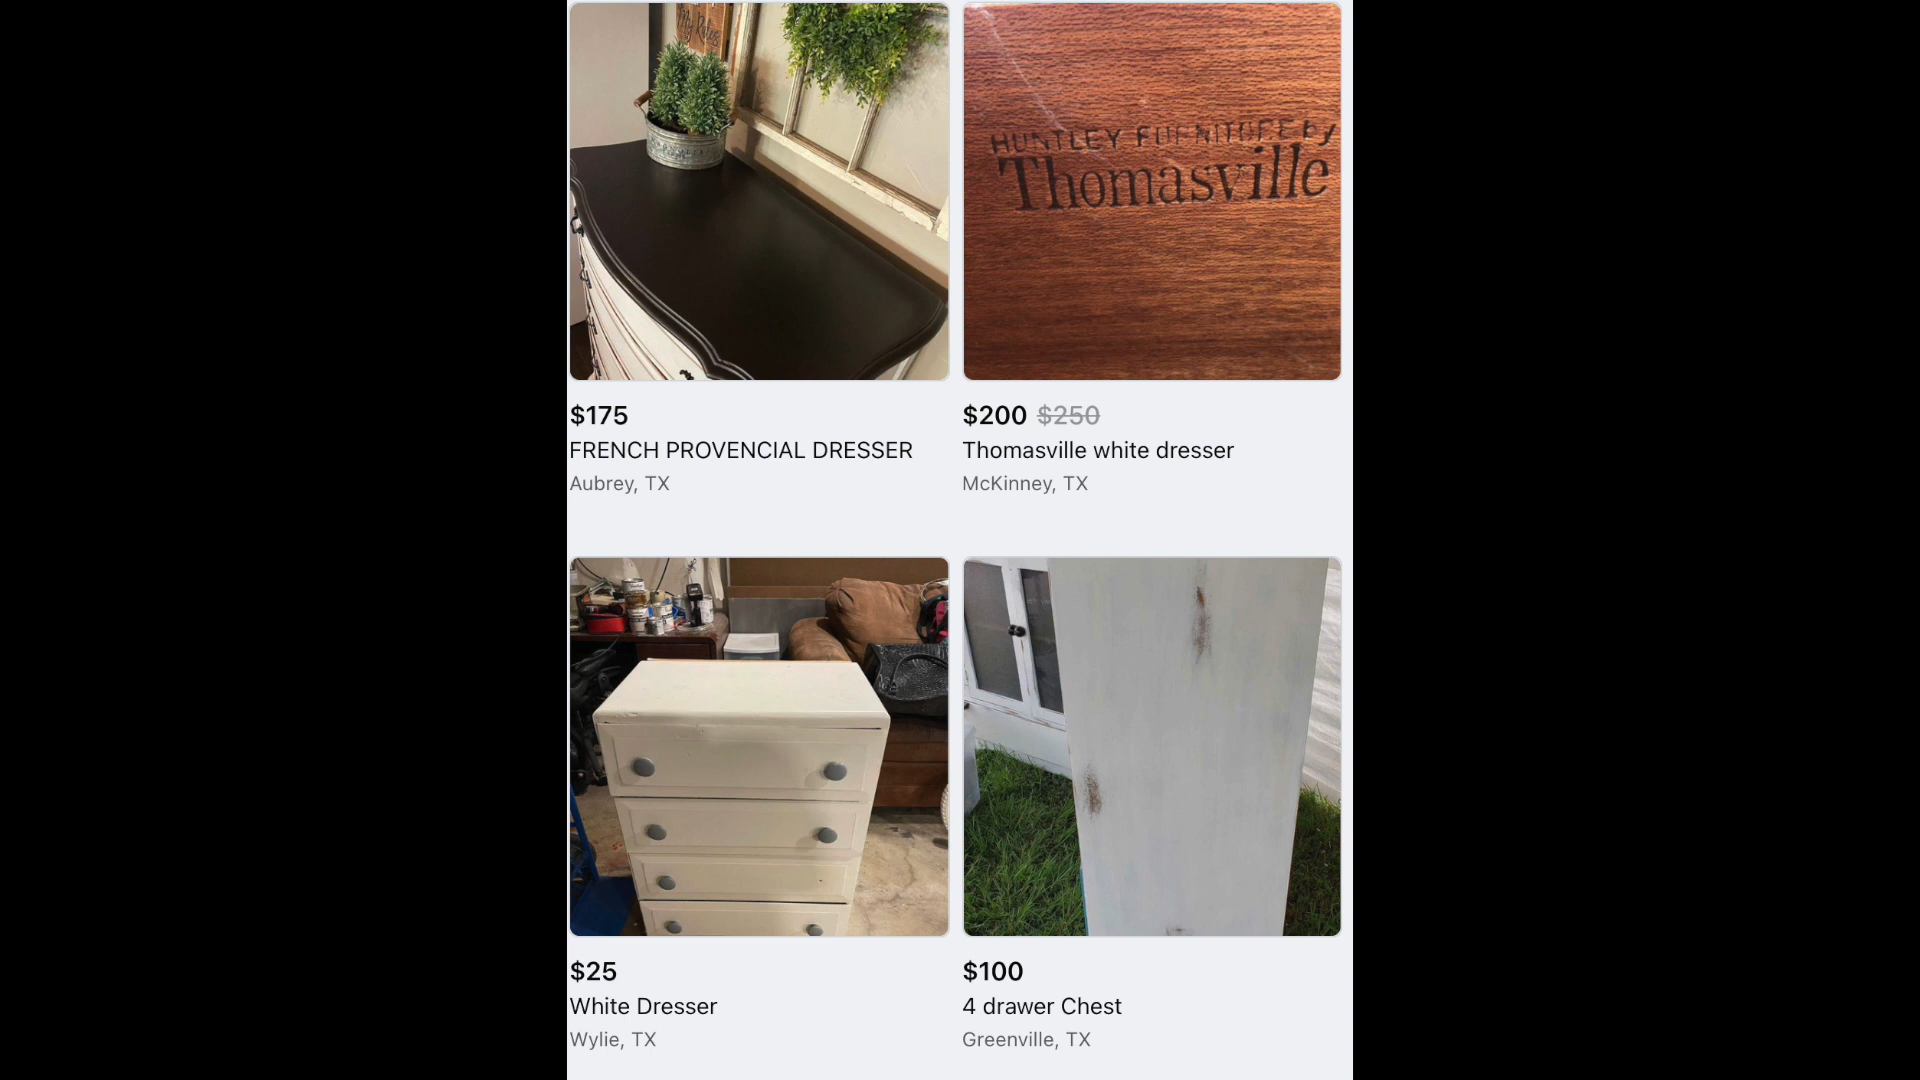 HUNTLEY FURNITURE by
Thomasville
$175
FRENCH PROVENCIAL DRESSER
Aubrey, TX
$200 $250
Thomasville white dresser
McKinney, TX
$25
White Dresser
Wylie, TX
$100
4 drawer Chest
Greenville, TX